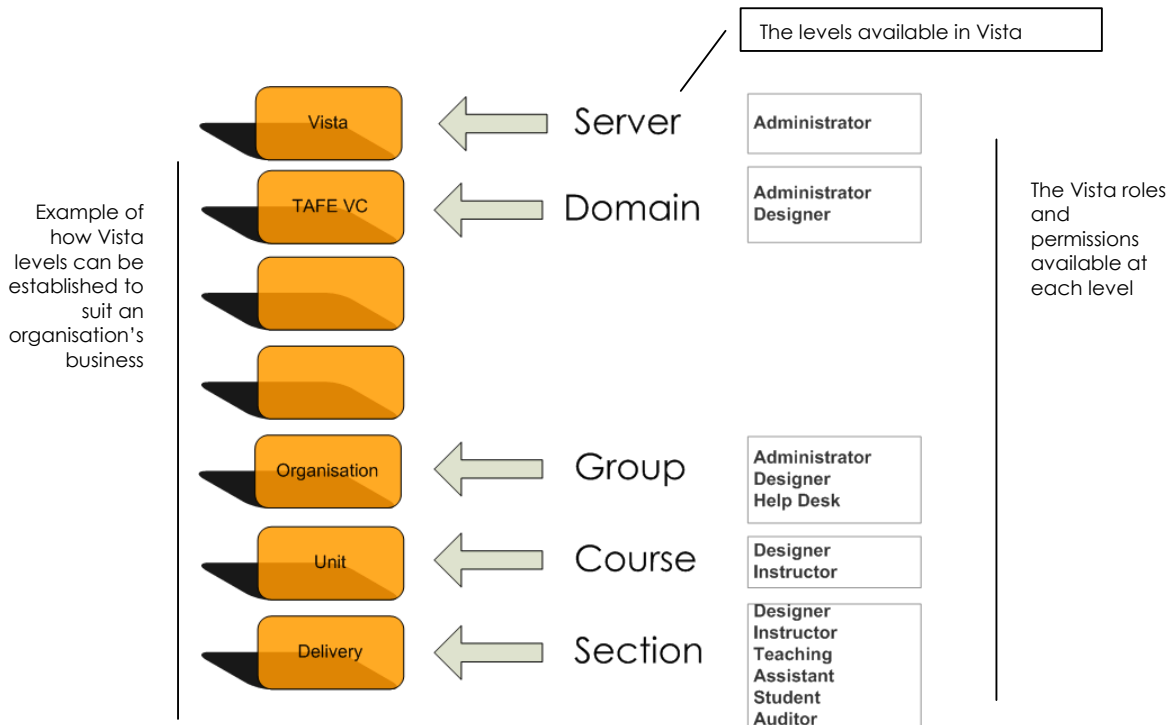 The levels available in Vista
Vista
Server
Administrator
Example of
how Vista
levels can be
established to
suit an
organisation's
business
TAFE VC
Domain
Administrator
Designer
The Vista roles
and
permissions
available at
each level
Organisation
Group
Administrator
Designer
Help Desk
Unit
Course
Designer
Instructor
Delivery
Section
Designer
Instructor
Teaching
Assistant
Student
Auditor